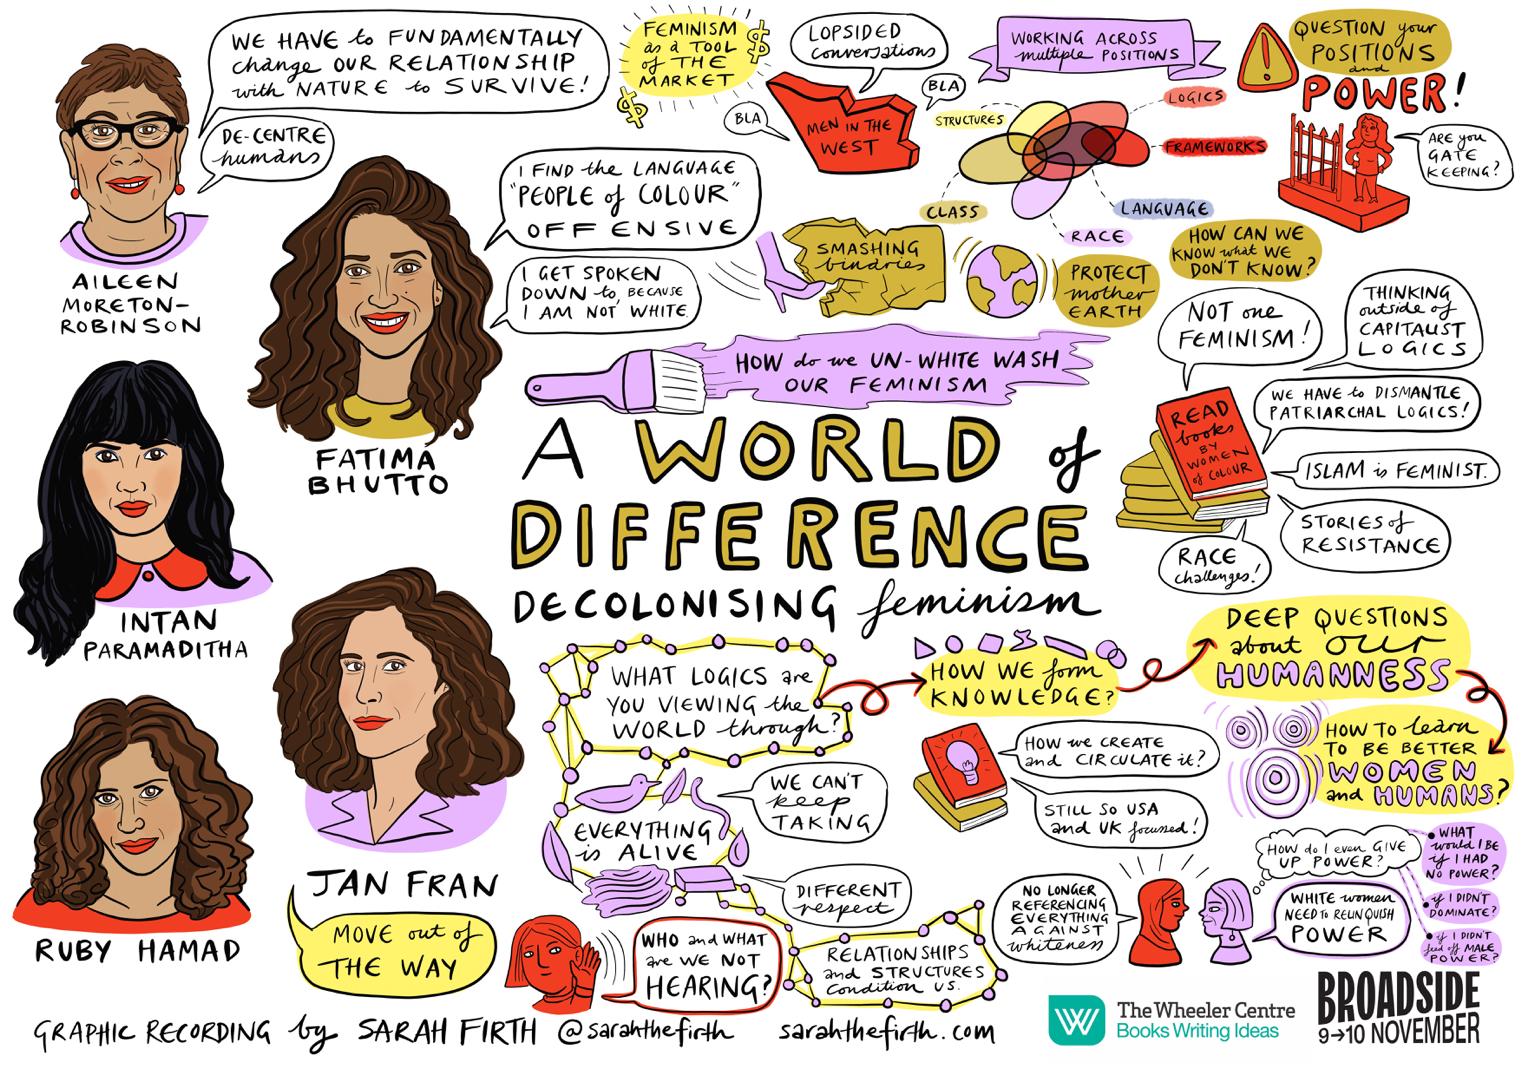 WE HAVE to FUNDAMENTALLY
change OUR RELATIONSHIP
with NATURE to SURVIVE!
DE-CENTRE
humans
AILEEN
MORETON-
ROBINSON
I FIND the LANGUAGE
"PEOPLE of COLOUR"
OFFENSIVE
I GET SPOKEN
DOWN to, BECAUSE
I AM NOT WHITE.
FATIMA
BHUTTO
INTAN
PARAMADITHA
JAN FRAN
MOVE out of
THE WAY
RUBY HAMAD
FEMINISM
as a TOOL
of THE
MARKET
$
$
LOPSIDED
conversations
BLA
BLA
MEN IN THE
WEST
WORKING ACROSS
multiple POSITIONS
STRUCTURES
LOGICS
FRAMEWORKS
CLASS
LANGUAGE
RACE
QUESTION your
POSITIONS
and
POWER!
ARE you
GATE
KEEPING?
SMASHING
binaries
PROTECT
mother
EARTH
HOW CAN WE
KNOW what WE
DON'T KNOW?
HOW do we UN-WHITE WASH
OUR FEMINISM
A WORLD of
DIFFERENCE
DECOLONISING feminism
NOT one
FEMINISM!
THINKING
outside of
CAPITALIST
LOGICS
WE HAVE to DISMANTLE
PATRIARCHAL LOGICS!
READ
books
BY
WOMEN
of COLOUR
ISLAM is FEMINIST.
STORIES of
RESISTANCE
RACE
challenges!
WHAT LOGICS are
YOU VIEWING the
WORLD through?
HOW WE form
KNOWLEDGE?
DEEP QUESTIONS
about our
HUMANNESS
HOW TO learn
TO BE BETTER
WOMEN
and HUMANS?
HOW we CREATE
and CIRCULATE it?
STILL SO USA
and UK focussed!
WE CAN'T
keep
TAKING
EVERYTHING
is ALIVE
DIFFERENT
respect
WHO and WHAT
are WE NOT
HEARING?
RELATIONSHIPS
and STRUCTURES
Condition US.
NO LONGER
REFERENCING
EVERYTHING
AGAINST
whiteness
HOW do I even GIVE
UP POWER?
WHAT
would I BE
if I HAD
NO POWER?
if I DIDN'T
DOMINATE?
if I DIDN'T
feed off MALE
POWER?
WHITE women
NEED to RELINQUISH
POWER
GRAPHIC RECORDING by SARAH FIRTH @sarahthefirth sarahthefirth.com
W
The Wheeler Centre
Books Writing Ideas
BROADSIDE
9→10 NOVEMBER